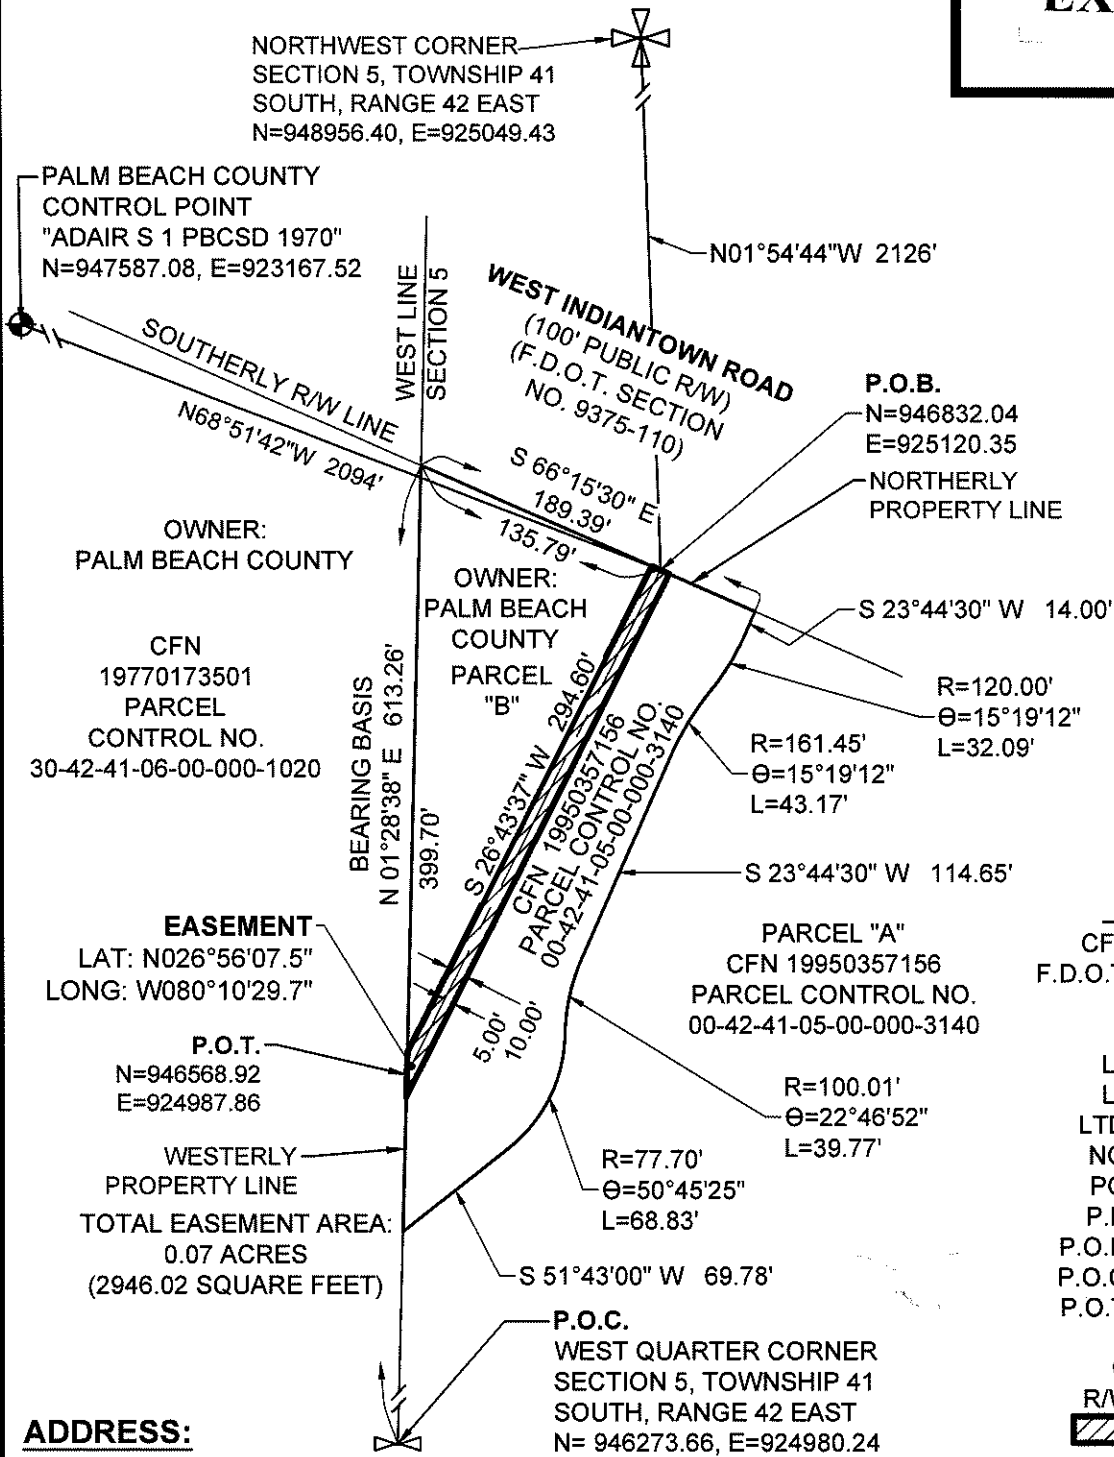 EX
NORTHWEST CORNER
SECTION 5, TOWNSHIP 41
SOUTH, RANGE 42 EAST
N=948956.40, E=925049.43
PALM BEACH COUNTY
CONTROL POINT
"ADAIR S 1 PBCSD 1970"
N=947587.08, E=923167.52
N01°54'44"W 2126'
WEST LINE
SECTION 5
WEST INDIANTOWN ROAD
(100' PUBLIC R/W)
(F.D.O.T. SECTION
NO. 9375-110)
SOUTHERLY R/W LINE
N68°51'42"W 2094'
P.O.B.
N=946832.04
E=925120.35
NORTHERLY
PROPERTY LINE
S 66°15'30" E
189.39'
135.79'
OWNER:
PALM BEACH COUNTY
OWNER:
PALM BEACH
COUNTY
PARCEL
"B"
S 23°44'30" W 14.00'
CFN
19770173501
PARCEL
CONTROL NO.
30-42-41-06-00-000-1020
BEARING BASIS
N 01°28'38" E 613.26'
399.70'
S 26°43'37" W 294.60'
CFN 19950357156
PARCEL CONTROL NO.
00-42-41-05-00-000-3140
R=120.00'
Θ=15°19'12"
L=32.09'
R=161.45'
Θ=15°19'12"
L=43.17'
S 23°44'30" W 114.65'
EASEMENT
LAT: N026°56'07.5"
LONG: W080°10'29.7"
PARCEL "A"
CFN 19950357156
PARCEL CONTROL NO.
00-42-41-05-00-000-3140
CF
F.D.O.T
5.00'
10.00'
P.O.T.
N=946568.92
E=924987.86
R=100.01'
Θ=22°46'52"
L=39.77'
L
L
LTD
NO
PO
P.
P.O.
P.O.
P.O.
R/W
WESTERLY
PROPERTY LINE
R=77.70'
Θ=50°45'25"
L=68.83'
TOTAL EASEMENT AREA:
0.07 ACRES
(2946.02 SQUARE FEET)
S 51°43'00" W 69.78'
P.O.C.
WEST QUARTER CORNER
SECTION 5, TOWNSHIP 41
SOUTH, RANGE 42 EAST
N= 946273.66, E=924980.24
ADDRESS: